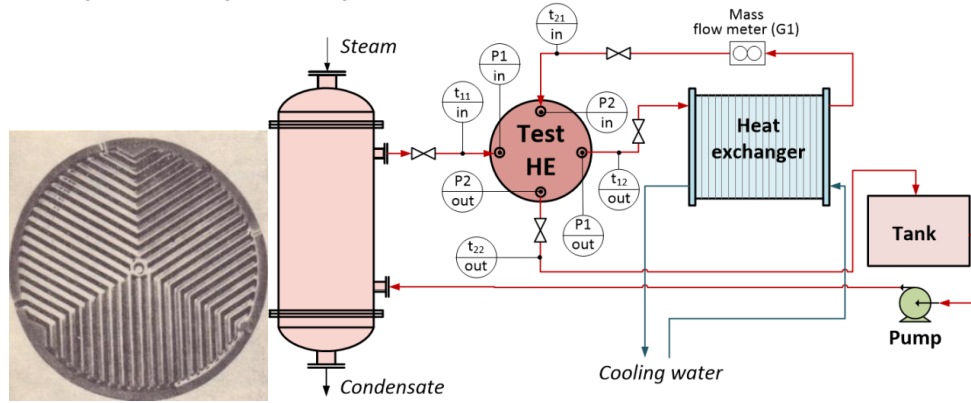 Steam
t11
in
P1
in
t21
in
Mass
flow meter (G1)
P2
in
Test
HE
P2
out
t12
out
P1
out
t22
out
Heat
exchanger
Tank
Pump
Condensate
Cooling water